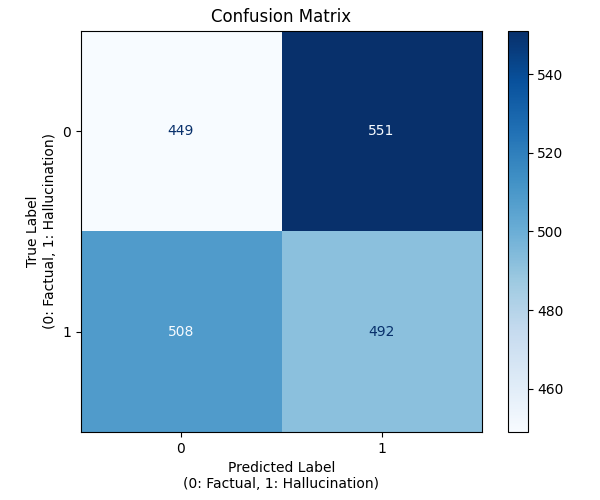 Confusion Matrix
540
520
500
480
460
True Label
(0: Factual, 1: Hallucination)
0
449
551
1
508
492
0
1
Predicted Label
(0: Factual, 1: Hallucination)